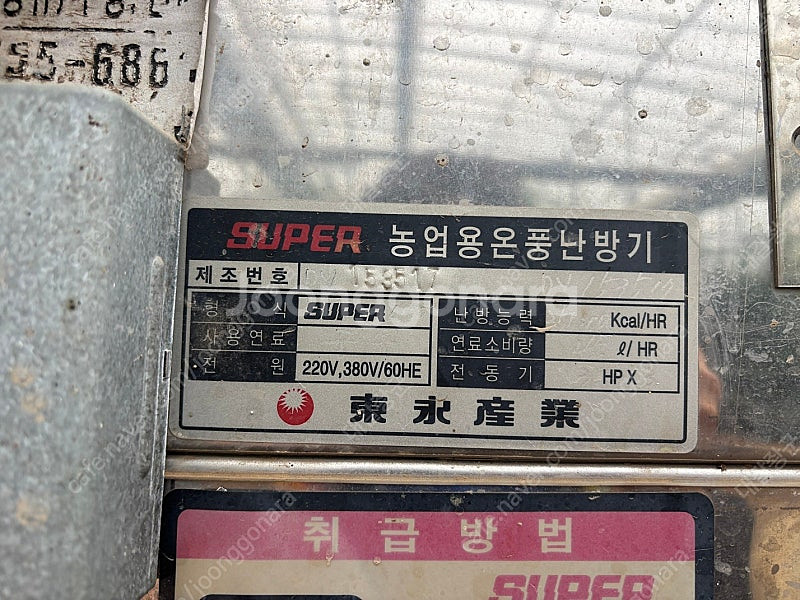 55-686
SUPER 농업용온풍난방기
제조번호 153517
형 식 SUPER
난방능력 Kcal/HR
사용연료
연료소비량 ℓ/ HR
전 원 220V,380V/60HE
전 동 기 HP X
東永産業
취급방법
SUPER
Joonggonara